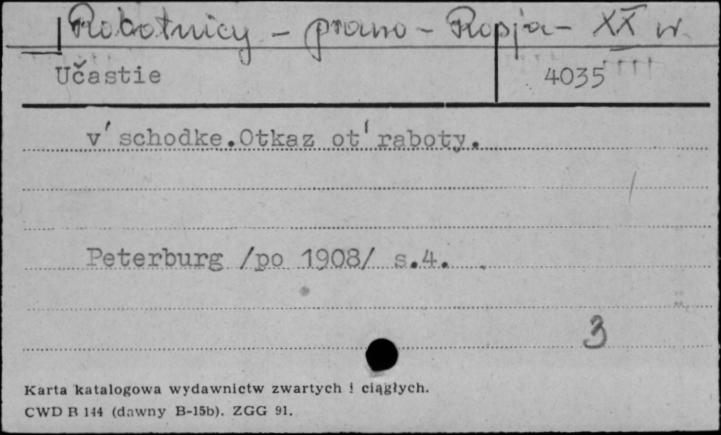 Robotnicy - prawo - Rosja - XX w.
Učastie 4035
v' schodke.Otkaz ot' raboty.
Peterburg /po 1908/ s.4.
3
Karta katalogowa wydawnictw zwartych i ciągłych.
CWD B 144 (dawny B-15b). ZGG 91.